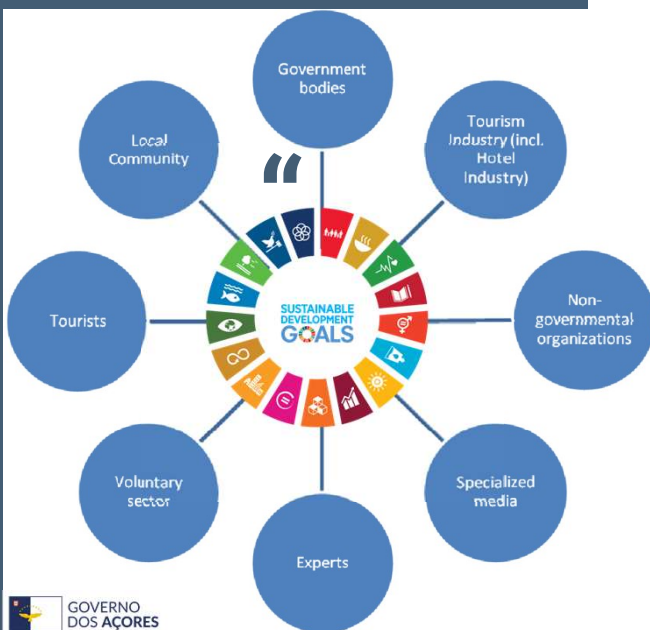 Government
bodies
Tourism
Industry (incl.
Hotel
Industry)
Local
Community
“
Non-
governmental
organizations
Tourists
SUSTAINABLE
DEVELOPMENT
GOALS
Voluntary
sector
Specialized
media
Experts
GOVERNO
DOS AÇORES